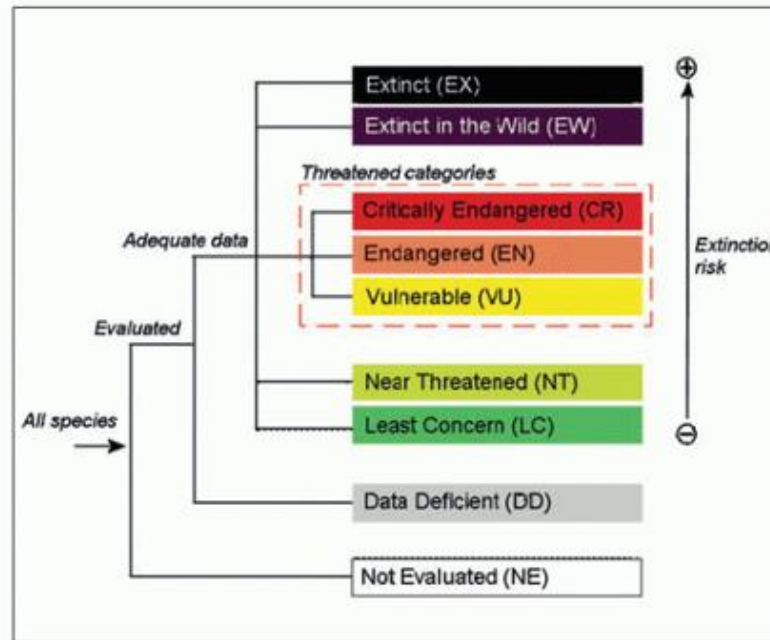 Extinct (EX)
Extinct in the Wild (EW)
Threatened categories
Critically Endangered (CR)
Adequate data
Endangered (EN)
Extinction
risk
Vulnerable (VU)
Evaluated
Near Threatened (NT)
All species
Least Concern (LC)
Data Deficient (DD)
Not Evaluated (NE)